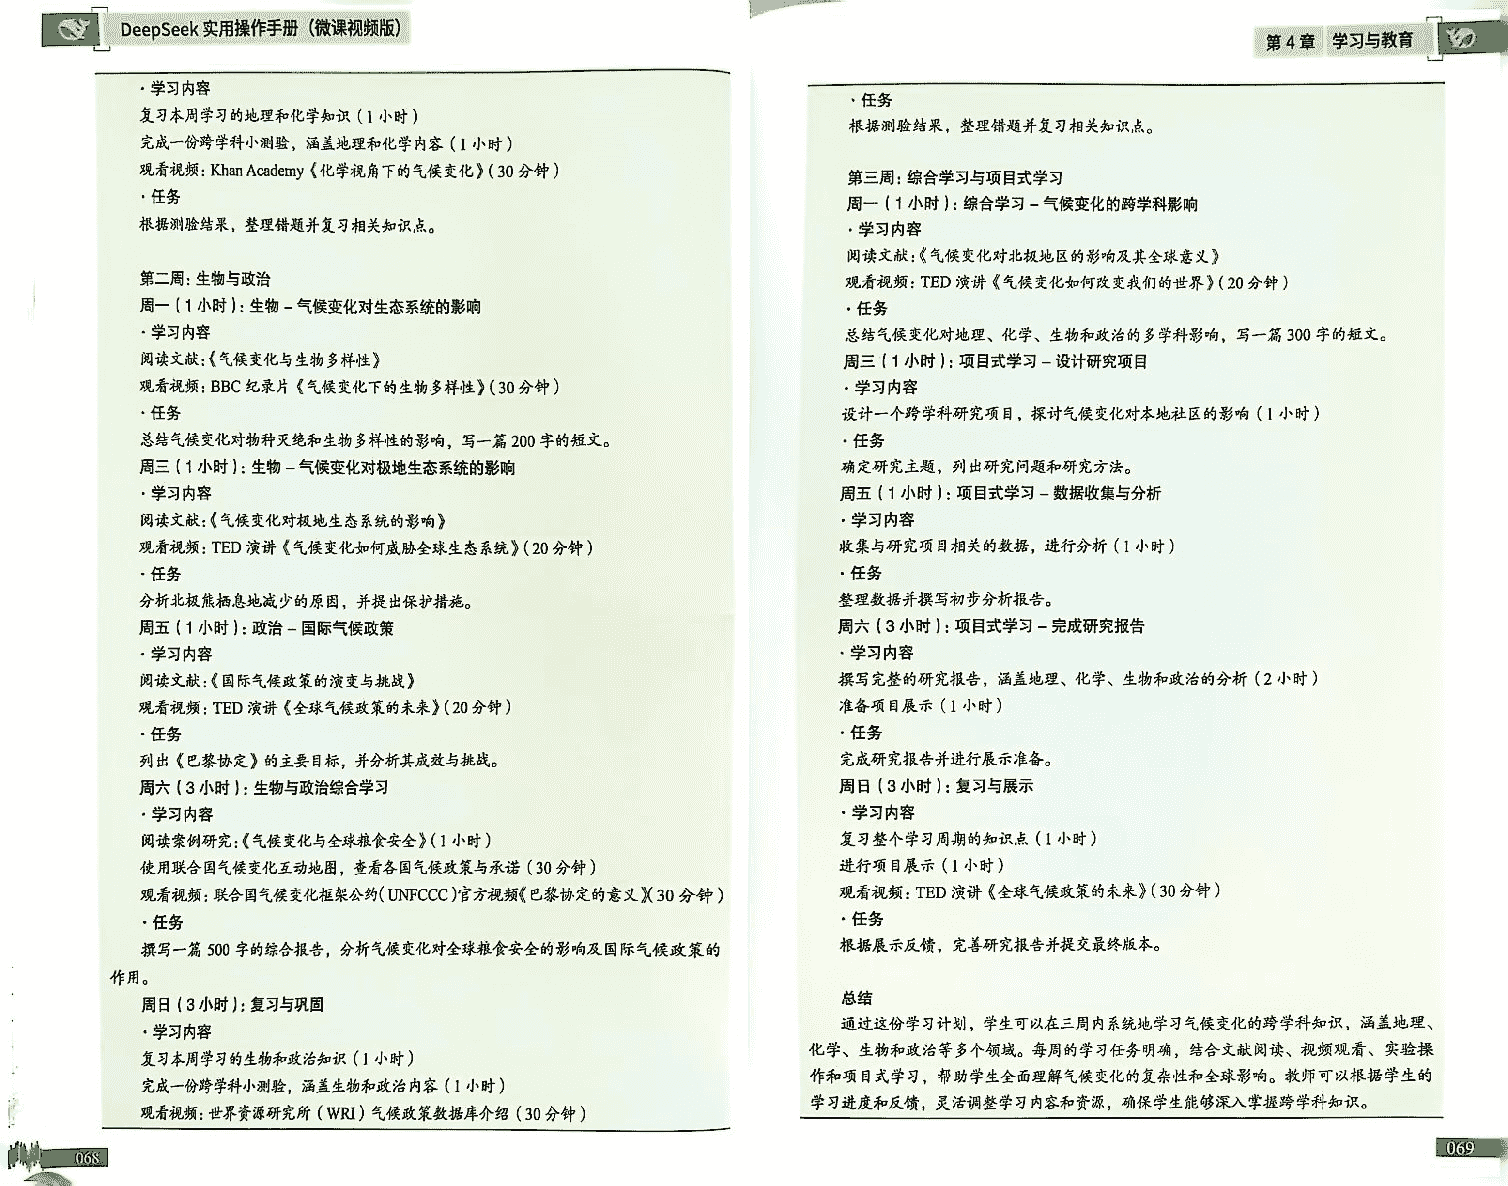 DeepSeek 实用操作手册（微课视频版）
· 学习内容
复习本周学习的地理和化学知识（1 小时）
完成一份跨学科小测验，涵盖地理和化学内容（1 小时）
观看视频：Khan Academy《化学视角下的气候变化》（30 分钟）
· 任务
根据测验结果，整理错题并复习相关知识点。
第二周：生物与政治
周一（1 小时）：生物 – 气候变化对生态系统的影响
· 学习内容
阅读文献：《气候变化与生物多样性》
观看视频：BBC 纪录片《气候变化下的生物多样性》（30 分钟）
· 任务
总结气候变化对物种灭绝和生物多样性的影响，写一篇 200 字的短文。
周三（1 小时）：生物 – 气候变化对极地生态系统的影响
· 学习内容
阅读文献：《气候变化对极地生态系统的影响》
观看视频：TED 演讲《气候变化如何威胁全球生态系统》（20 分钟）
· 任务
分析北极熊栖息地减少的原因，并提出保护措施。
周五（1 小时）：政治 – 国际气候政策
· 学习内容
阅读文献：《国际气候政策的演变与挑战》
观看视频：TED 演讲《全球气候政策的未来》（20 分钟）
· 任务
列出《巴黎协定》的主要目标，并分析其成效与挑战。
周六（3 小时）：生物与政治综合学习
· 学习内容
阅读案例研究：《气候变化与全球粮食安全》（1 小时）
使用联合国气候变化互动地图，查看各国气候政策与承诺（30 分钟）
观看视频：联合国气候变化框架公约（UNFCCC）官方视频《巴黎协定的意义》（30 分钟）
· 任务
撰写一篇 500 字的综合报告，分析气候变化对全球粮食安全的影响及国际气候政策的
作用。
周日（3 小时）：复习与巩固
· 学习内容
复习本周学习的生物和政治知识（1 小时）
完成一份跨学科小测验，涵盖生物和政治内容（1 小时）
观看视频：世界资源研究所（WRI）气候政策数据库介绍（30 分钟）
068
第 4 章 学习与教育
· 任务
根据测验结果，整理错题并复习相关知识点。
第三周：综合学习与项目式学习
周一（1 小时）：综合学习 – 气候变化的跨学科影响
· 学习内容
阅读文献：《气候变化对北极地区的影响及其全球意义》
观看视频：TED 演讲《气候变化如何改变我们的世界》（20 分钟）
· 任务
总结气候变化对地理、化学、生物和政治的多学科影响，写一篇 300 字的短文。
周三（1 小时）：项目式学习 – 设计研究项目
· 学习内容
设计一个跨学科研究项目，探讨气候变化对本地社区的影响（1 小时）
· 任务
确定研究主题，列出研究问题和研究方法。
周五（1 小时）：项目式学习 – 数据收集与分析
· 学习内容
收集与研究项目相关的数据，进行分析（1 小时）
· 任务
整理数据并撰写初步分析报告。
周六（3 小时）：项目式学习 – 完成研究报告
· 学习内容
撰写完整的研究报告，涵盖地理、化学、生物和政治的分析（2 小时）
准备项目展示（1 小时）
· 任务
完成研究报告并进行展示准备。
周日（3 小时）：复习与展示
· 学习内容
复习整个学习周期的知识点（1 小时）
进行项目展示（1 小时）
观看视频：TED 演讲《全球气候政策的未来》（30 分钟）
· 任务
根据展示反馈，完善研究报告并提交最终版本。
总结
通过这份学习计划，学生可以在三周内系统地学习气候变化的跨学科知识，涵盖地理、
化学、生物和政治等多个领域。每周的学习任务明确，结合文献阅读、视频观看、实验操
作和项目式学习，帮助学生全面理解气候变化的复杂性和全球影响。教师可以根据学生的
学习进度和反馈，灵活调整学习内容和资源，确保学生能够深入掌握跨学科知识。
069